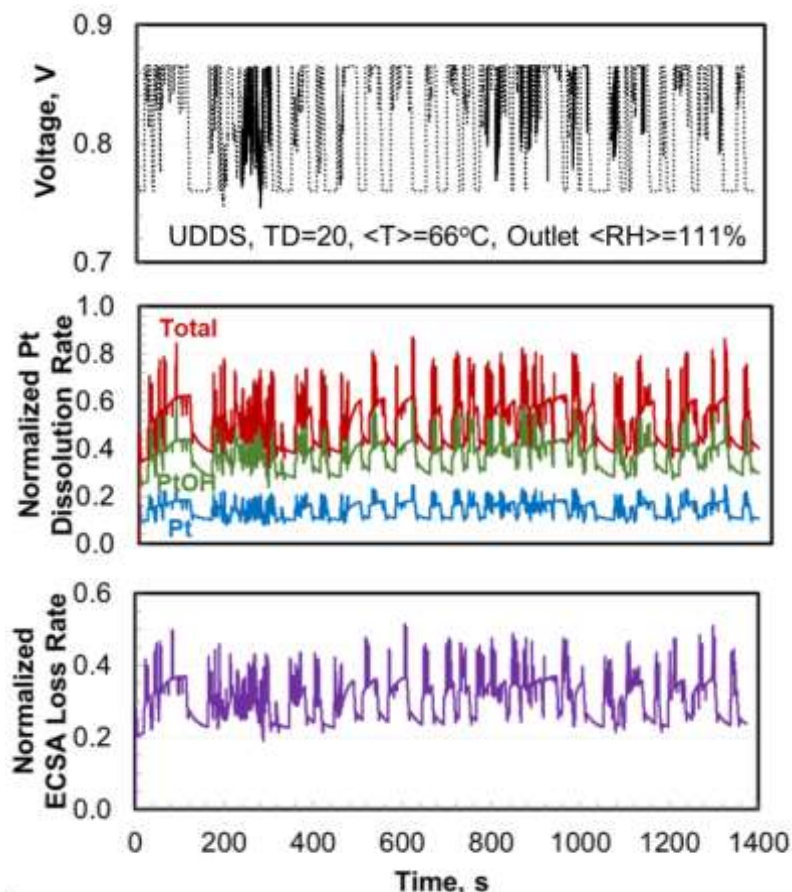 0.9
0.8
0.7
Voltage, V
UDDS, TD=20, <T>=66°C, Outlet <RH>=111%
1.0
0.8
0.6
0.4
0.2
0.0
Normalized Pt
Dissolution Rate
Total
PtOH
Pt
0.6
0.4
0.2
0.0
Normalized
ECSA Loss Rate
0 200 400 600 800 1000 1200 1400
Time, s